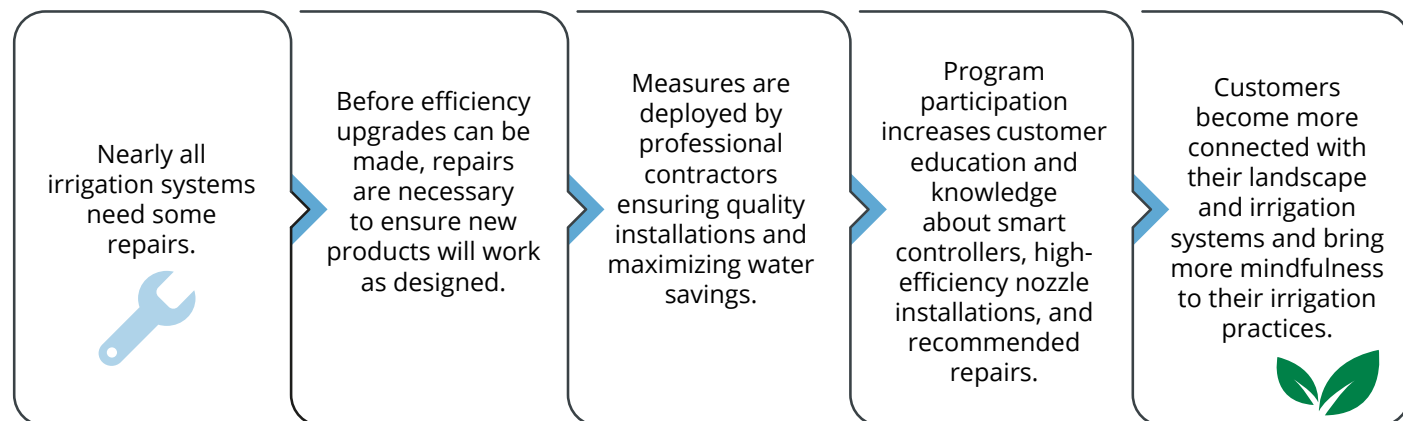 Nearly all
irrigation systems
need some
repairs.
Before efficiency
upgrades can be
made, repairs
are necessary
to ensure new
products will work
as designed.
Measures are
deployed by
professional
contractors
ensuring quality
installations and
maximizing water
savings.
Program
participation
increases customer
education and
knowledge
about smart
controllers, high-
efficiency nozzle
installations, and
recommended
repairs.
Customers
become more
connected with
their landscape
and irrigation
systems and bring
more mindfulness
to their irrigation
practices.